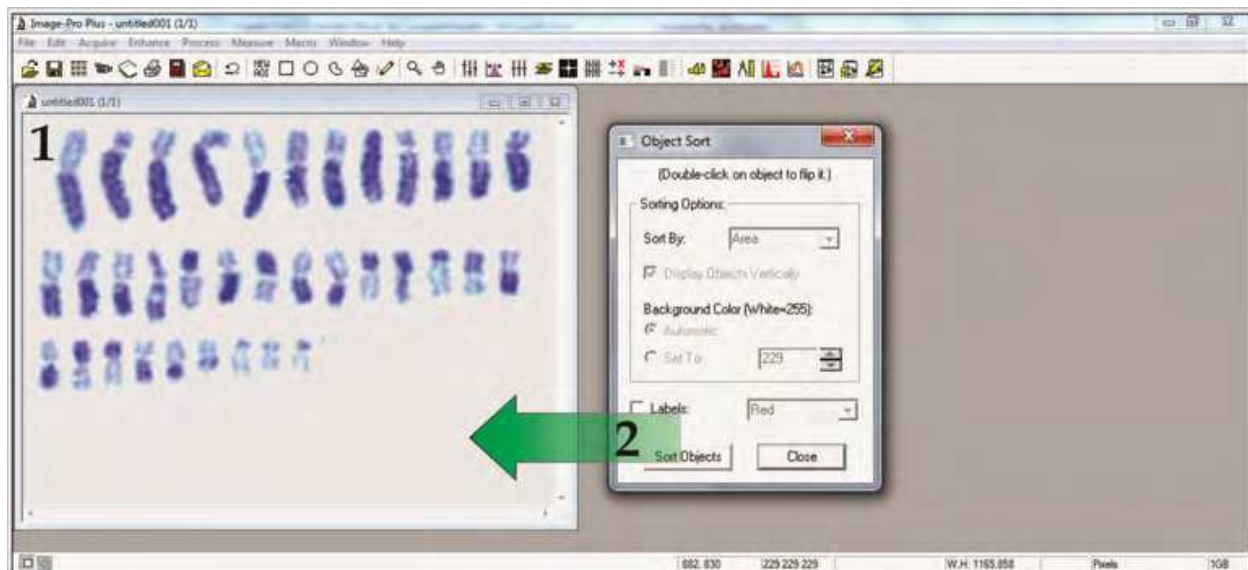 Image-Pro Plus - untitled001 (1/1)
File Edit Acquire Enhance Process Measure Macro Window Help
untitled001 (1/1)
1
Object Sort
(Double-click on object to flip it.)
Sorting Options:
Sort By: Area
Display Objects Vertically
Background Color (White=255):
Automatic
Set To: 229
Labels: Red
2
Sort Objects Close
882, 830 229 229 229 W.H: 1165.858 Pixels 1GB